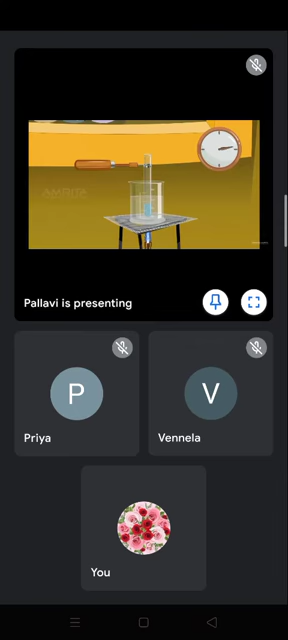 AMRITA
Pallavi is presenting
P
V
Priya
Vennela
You